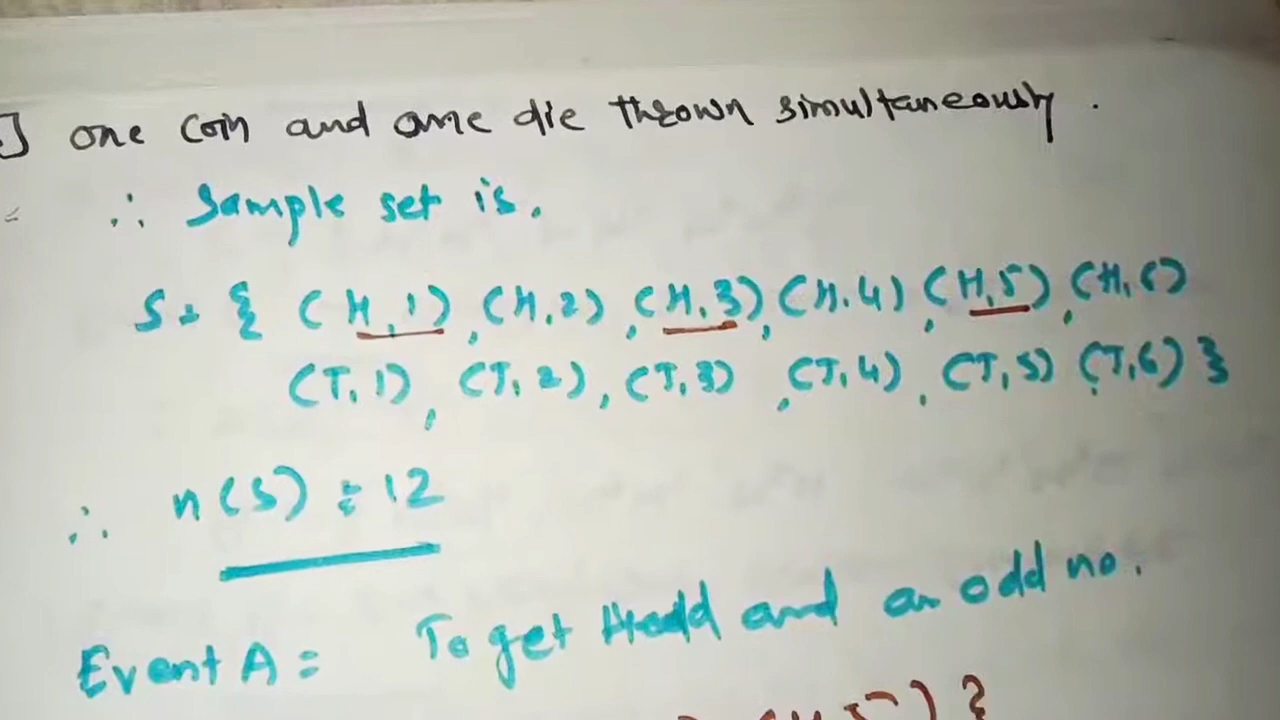 ] one coin and one die thrown simultaneously.
∴ Sample set is.
S = { (H,1), (H,2), (H,3), (H.4), (H,5), (H,6)
(T,1), (T,2), (T,3), (T,4), (T,5) (T,6) }
∴ n(S) = 12
Event A = To get Head and an odd no.
(H,5) }